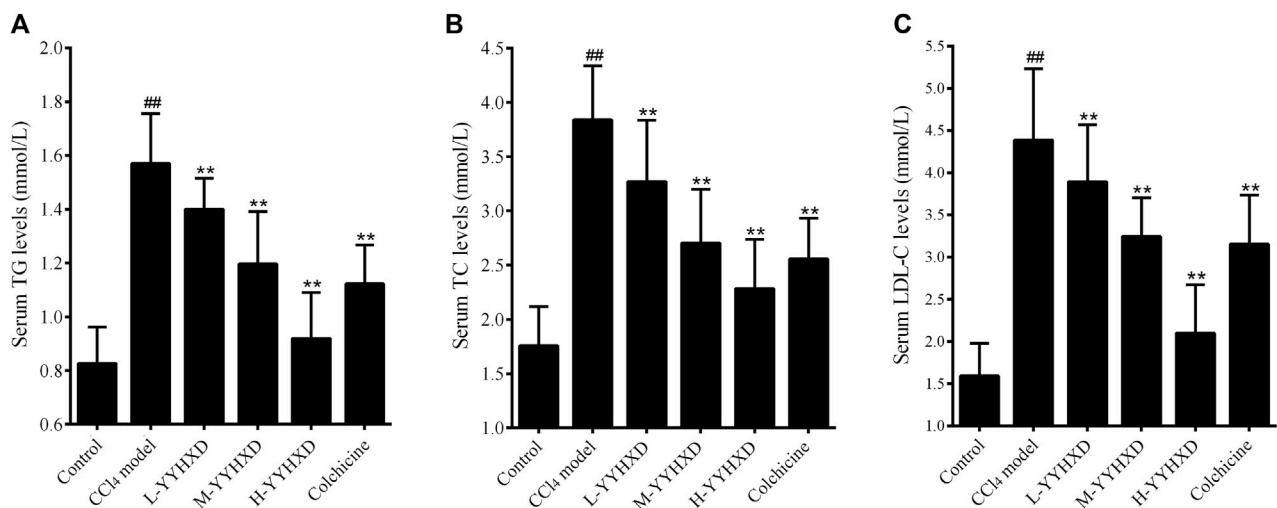 A
Serum TG levels (mmol/L)
2.0
1.8
1.6
1.4
1.2
1.0
0.8
0.6
##
**
**
**
**
Control
CCl4 model
L-YYHXD
M-YYHXD
H-YYHXD
Colchicine
B
Serum TC levels (mmol/L)
4.5
4.0
3.5
3.0
2.5
2.0
1.5
1.0
##
**
**
**
**
Control
CCl4 model
L-YYHXD
M-YYHXD
H-YYHXD
Colchicine
C
Serum LDL-C levels (mmol/L)
5.5
5.0
4.5
4.0
3.5
3.0
2.5
2.0
1.5
1.0
##
**
**
**
**
Control
CCl4 model
L-YYHXD
M-YYHXD
H-YYHXD
Colchicine